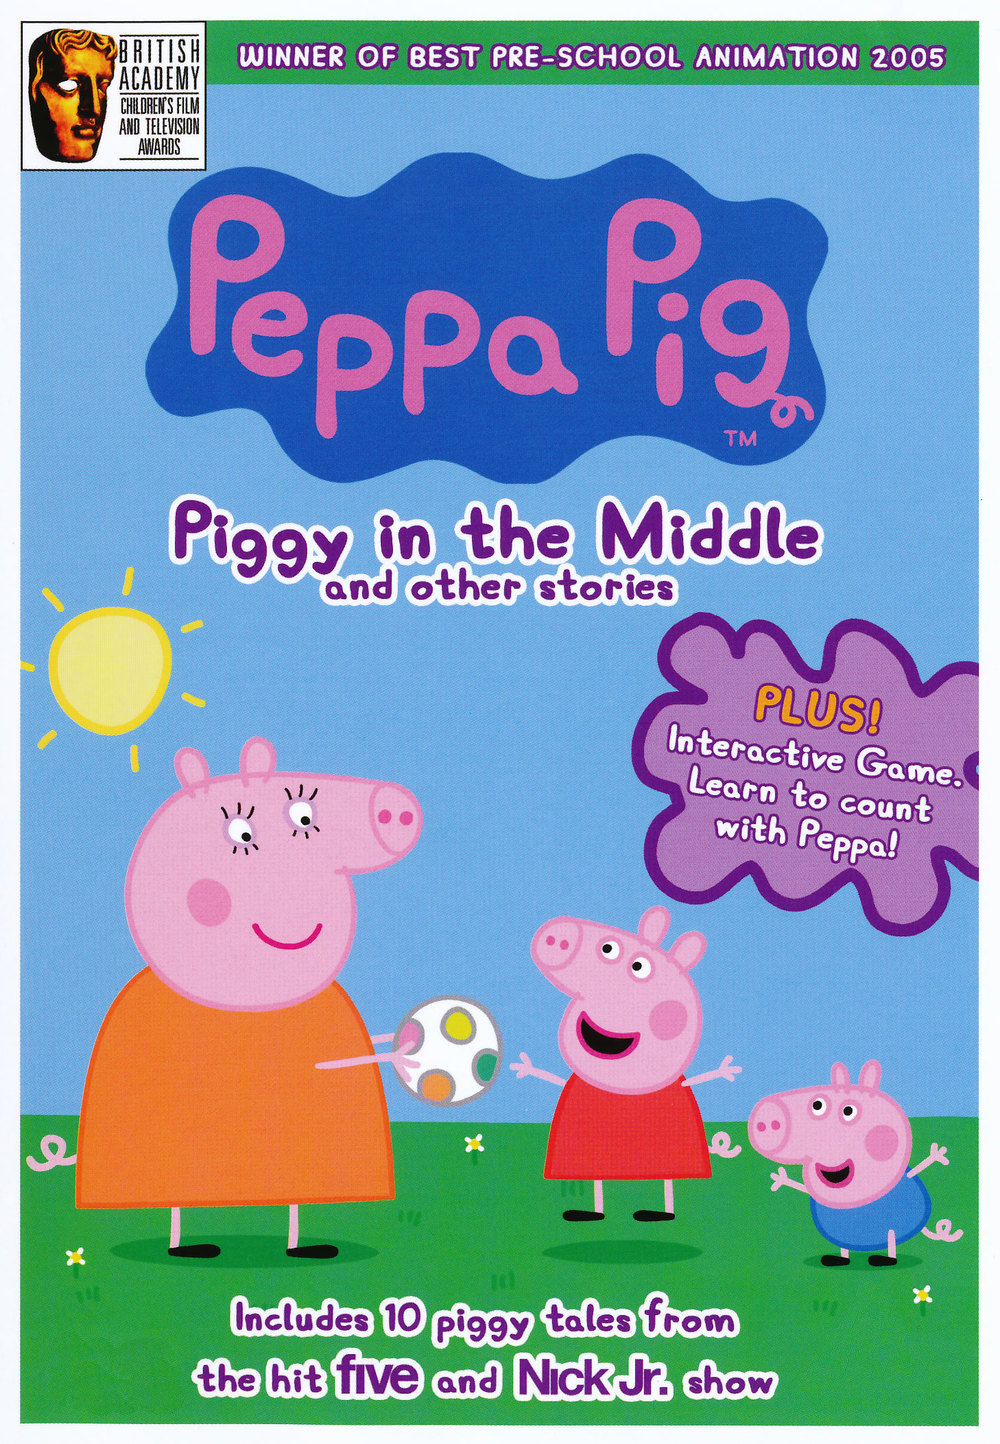 BRITISH
ACADEMY
CHILDREN'S FILM
AND TELEVISION
AWARDS
WINNER OF BEST PRE-SCHOOL ANIMATION 2005
Peppa Pig
TM
Piggy in the Middle
and other stories
PLUS!
Interactive Game.
Learn to count
with Peppa!
Includes 10 piggy tales from
the hit five and Nick Jr. show